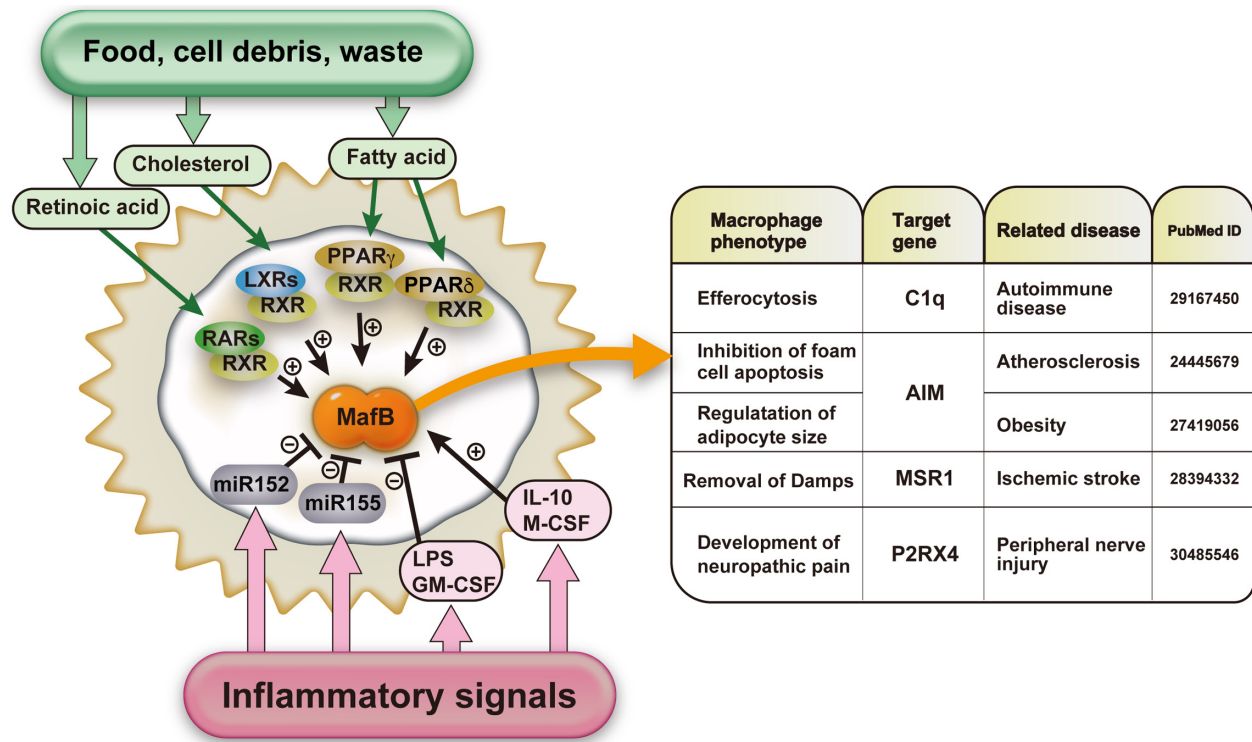 Food, cell debris, waste
Cholesterol
Fatty acid
Retinoic acid
PPARγ
RXR
LXRs
RXR
PPARδ
RXR
RARs
RXR
⊕
⊕
⊕
⊕
MafB
⊖
⊖
⊖
⊕
miR152
miR155
IL-10
M-CSF
LPS
GM-CSF
Inflammatory signals
Macrophage
phenotype
Target
gene
Related disease
PubMed ID
Efferocytosis
C1q
Autoimmune
disease
29167450
Inhibition of foam
cell apoptosis
AIM
Atherosclerosis
24445679
Regulatation of
adipocyte size
Obesity
27419056
Removal of Damps
MSR1
Ischemic stroke
28394332
Development of
neuropathic pain
P2RX4
Peripheral nerve
injury
30485546